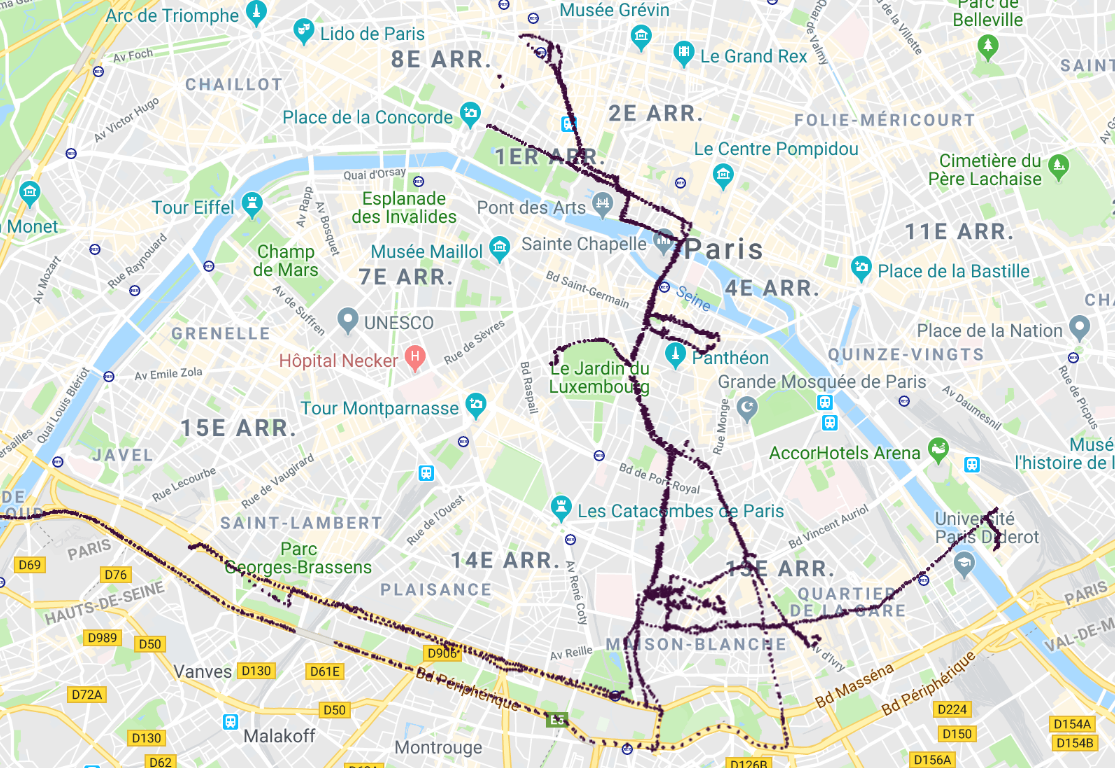 Arc de Triomphe
Lido de Paris
Musée Grévin
Parc de
Belleville
Av Foch
8E ARR.
Le Grand Rex
CHAILLOT
Av Victor Hugo
Place de la Concorde
2E ARR.
FOLIE-MÉRICOURT
1ER ARR.
Le Centre Pompidou
Cimetière du
Père Lachaise
Quai d'Orsay
Tour Eiffel
Av Rapp
Av Bosquet
Esplanade
des Invalides
Pont des Arts
Monet
Champ
de Mars
Musée Maillol
Sainte Chapelle
Paris
11E ARR.
Rue Raynouard
Av Mozart
7E ARR.
Bd Saint-Germain
Seine
4E ARR.
Place de la Bastille
Av de Suffren
UNESCO
GRENELLE
Rue de Sèvres
Place de la Nation
Hôpital Necker
Panthéon
QUINZE-VINGTS
Av Emile Zola
Le Jardin du
Luxembourg
Bd Raspail
Grande Mosquée de Paris
Quai Louis Blériot
Tour Montparnasse
Rue Monge
Av Daumesnil
Rue de Picpus
15E ARR.
JAVEL
AccorHotels Arena
Rue Lecourbe
Rue de Vaugirard
Bd de Port-Royal
Rue de l'Ouest
Les Catacombes de Paris
SAINT-LAMBERT
Bd Vincent Auriol
Université
Paris Diderot
PARIS
HAUTS-DE-SEINE
D69
D76
Parc
Georges-Brassens
14E ARR.
13E ARR.
PLAISANCE
Av René Coty
QUARTIER
DE LA GARE
PARIS
VAL-DE-M
D989
D50
D906
Av Reille
MAISON-BLANCHE
Av d'Ivry
Vanves
D130
D61E
Bd Périphérique
Bd Masséna
Bd Périphérique
D72A
D50
D224
D130
Malakoff
Montrouge
D150
D154A
D154B
D62
D126B
D156A